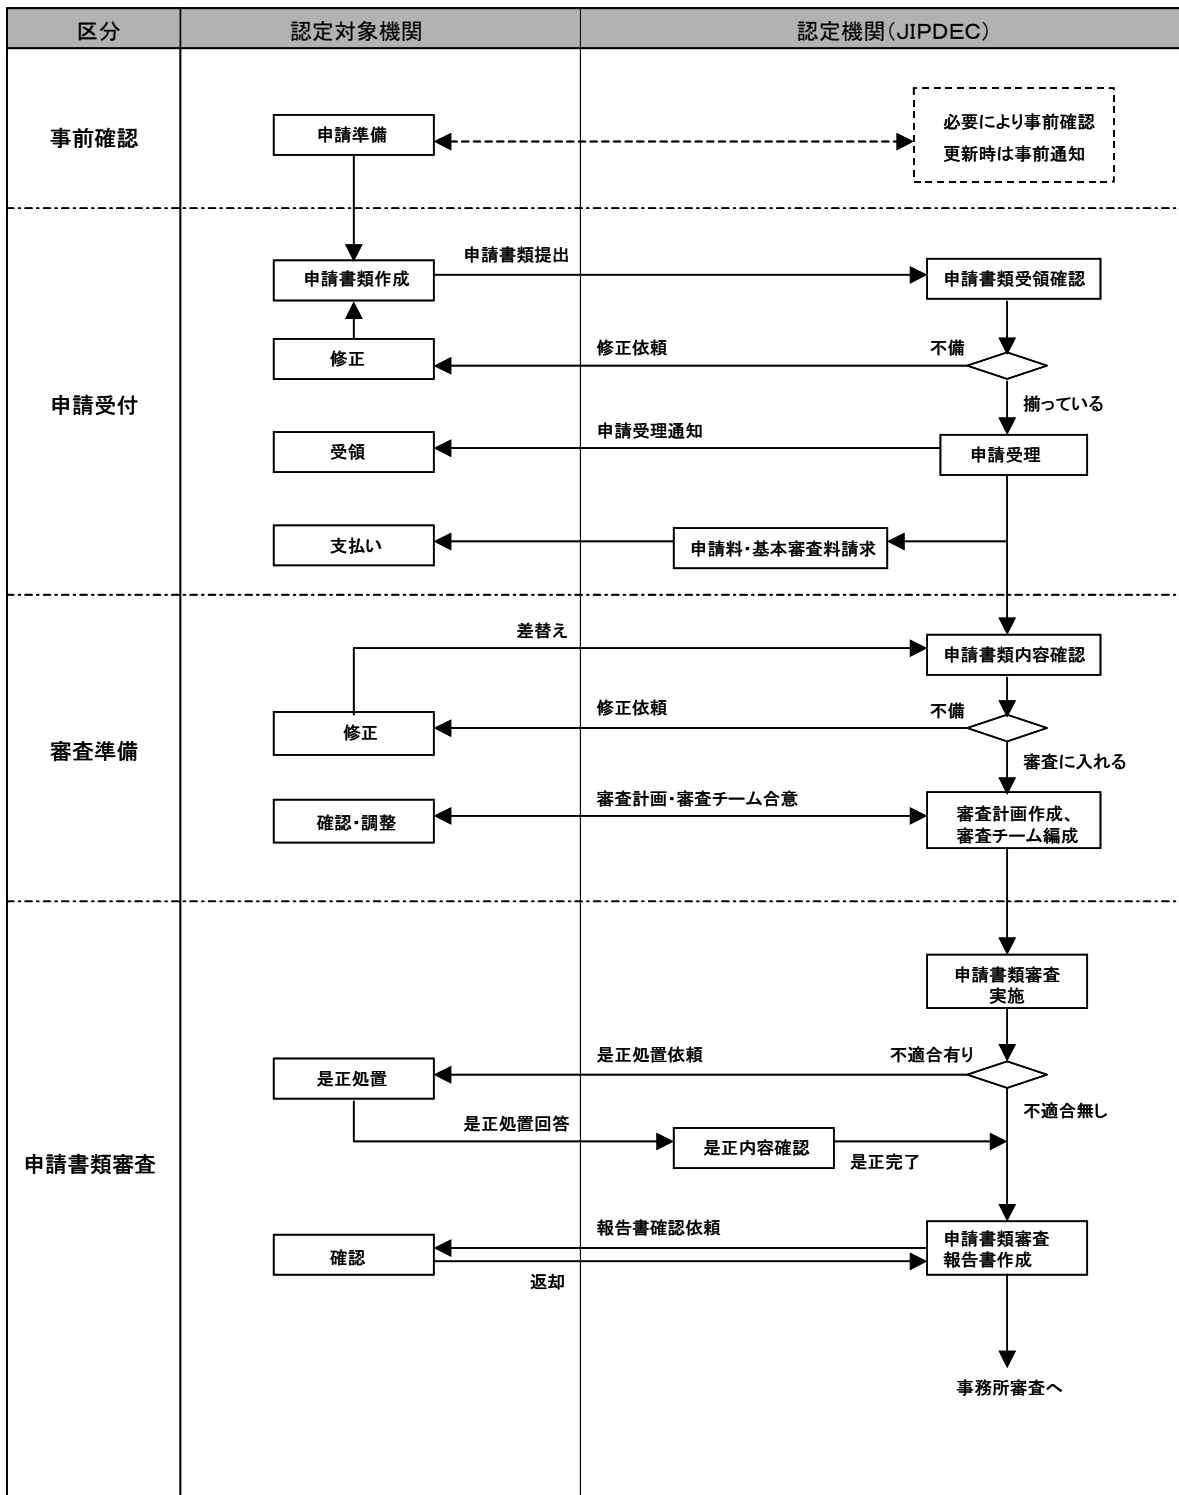 区分
認定対象機関
認定機関(JIPDEC)
事前確認
申請準備
必要により事前確認
更新時は事前通知
申請受付
申請書類作成
申請書類提出
申請書類受領確認
修正
修正依頼
不備
揃っている
受領
申請受理通知
申請受理
支払い
申請料・基本審査料請求
審査準備
差替え
申請書類内容確認
修正
修正依頼
不備
審査に入れる
確認・調整
審査計画・審査チーム合意
審査計画作成、
審査チーム編成
申請書類審査
申請書類審査
実施
是正処置
是正処置依頼
不適合有り
不適合無し
是正処置回答
是正内容確認
是正完了
確認
報告書確認依頼
返却
申請書類審査
報告書作成
事務所審査へ